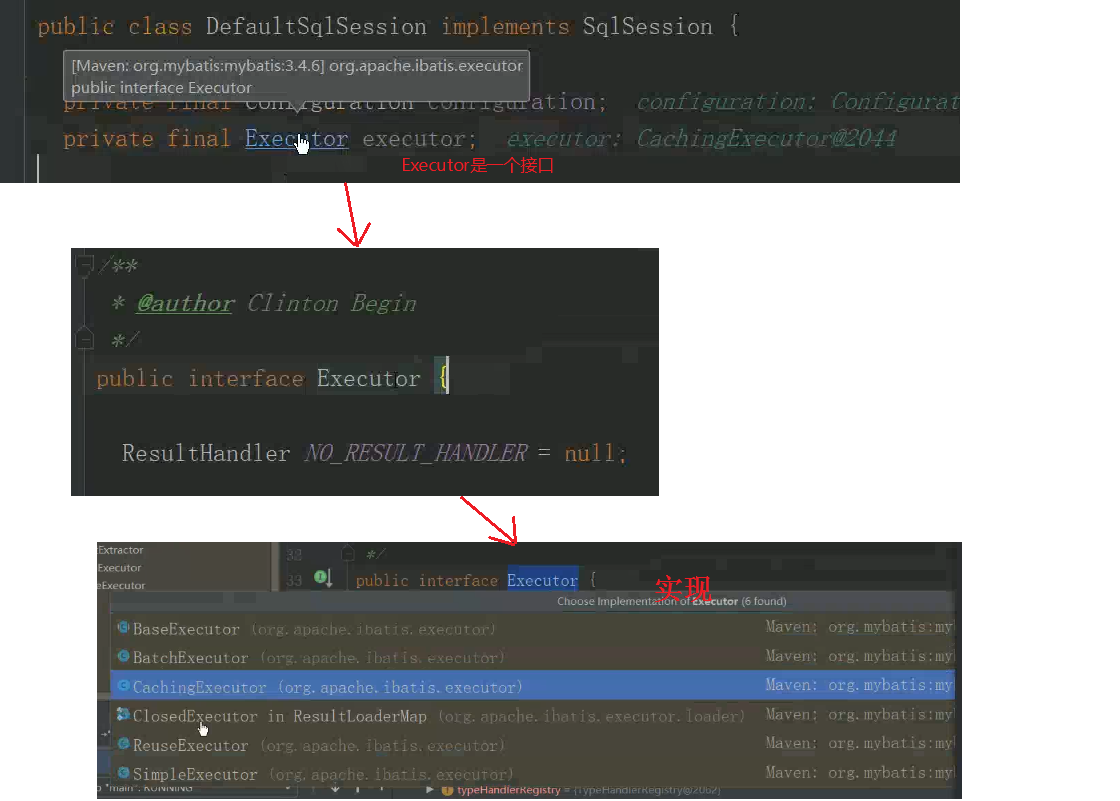 public class DefaultSqlSession implements SqlSession {
[Maven: org.mybatis:mybatis:3.4.6] org.apache.ibatis.executor
public interface Executor
private final Configuration configuration; configuration: Configurat
private final Executor executor; executor: CachingExecutor@2044
Executor是一个接口
/**
* @author Clinton Begin
*/
public interface Executor {
ResultHandler NO_RESULT_HANDLER = null;
Extractor
Executor
eExecutor
32 */
33 public interface Executor {
实现
Choose Implementation of Executor (6 found)
BaseExecutor (org.apache.ibatis.executor) Maven: org.mybatis:my
BatchExecutor (org.apache.ibatis.executor) Maven: org.mybatis:my
CachingExecutor (org.apache.ibatis.executor) Maven: org.mybatis:my
ClosedExecutor in ResultLoaderMap (org.apache.ibatis.executor.loader) Maven: org.mybatis:my
ReuseExecutor (org.apache.ibatis.executor) Maven: org.mybatis:my
SimpleExecutor (org.apache.ibatis.executor) Maven: org.mybatis:my
"main": RUNNING typeHandlerRegistry = {TypeHandlerRegistry@2062}